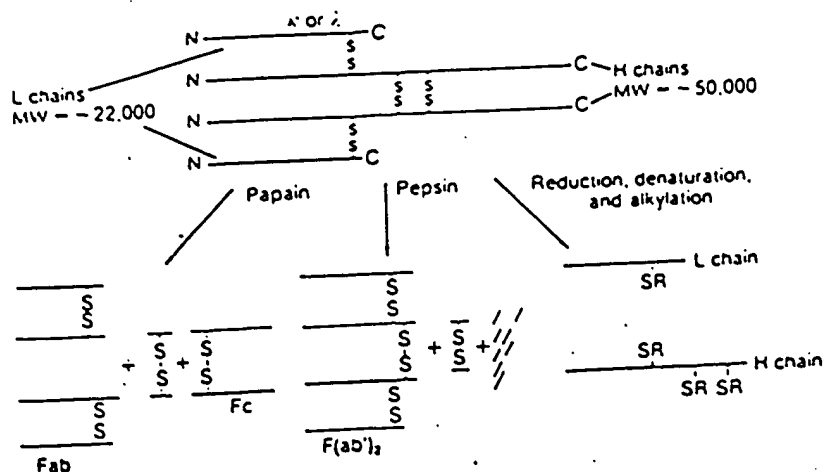 κ or λ
N C
S
S
N C H chains
L chains
MW - ~ 22,000
S S
S S
MW - ~ 50,000
N C
S
S
N C
Papain
Pepsin
Reduction, denaturation,
and alkylation
L chain
SR
S
S
+ S S + S S
S
S
S S
S S
+ S S +
SR
H chain
SR SR
Fc
S
S
S
S
Fab
F(ab')₂